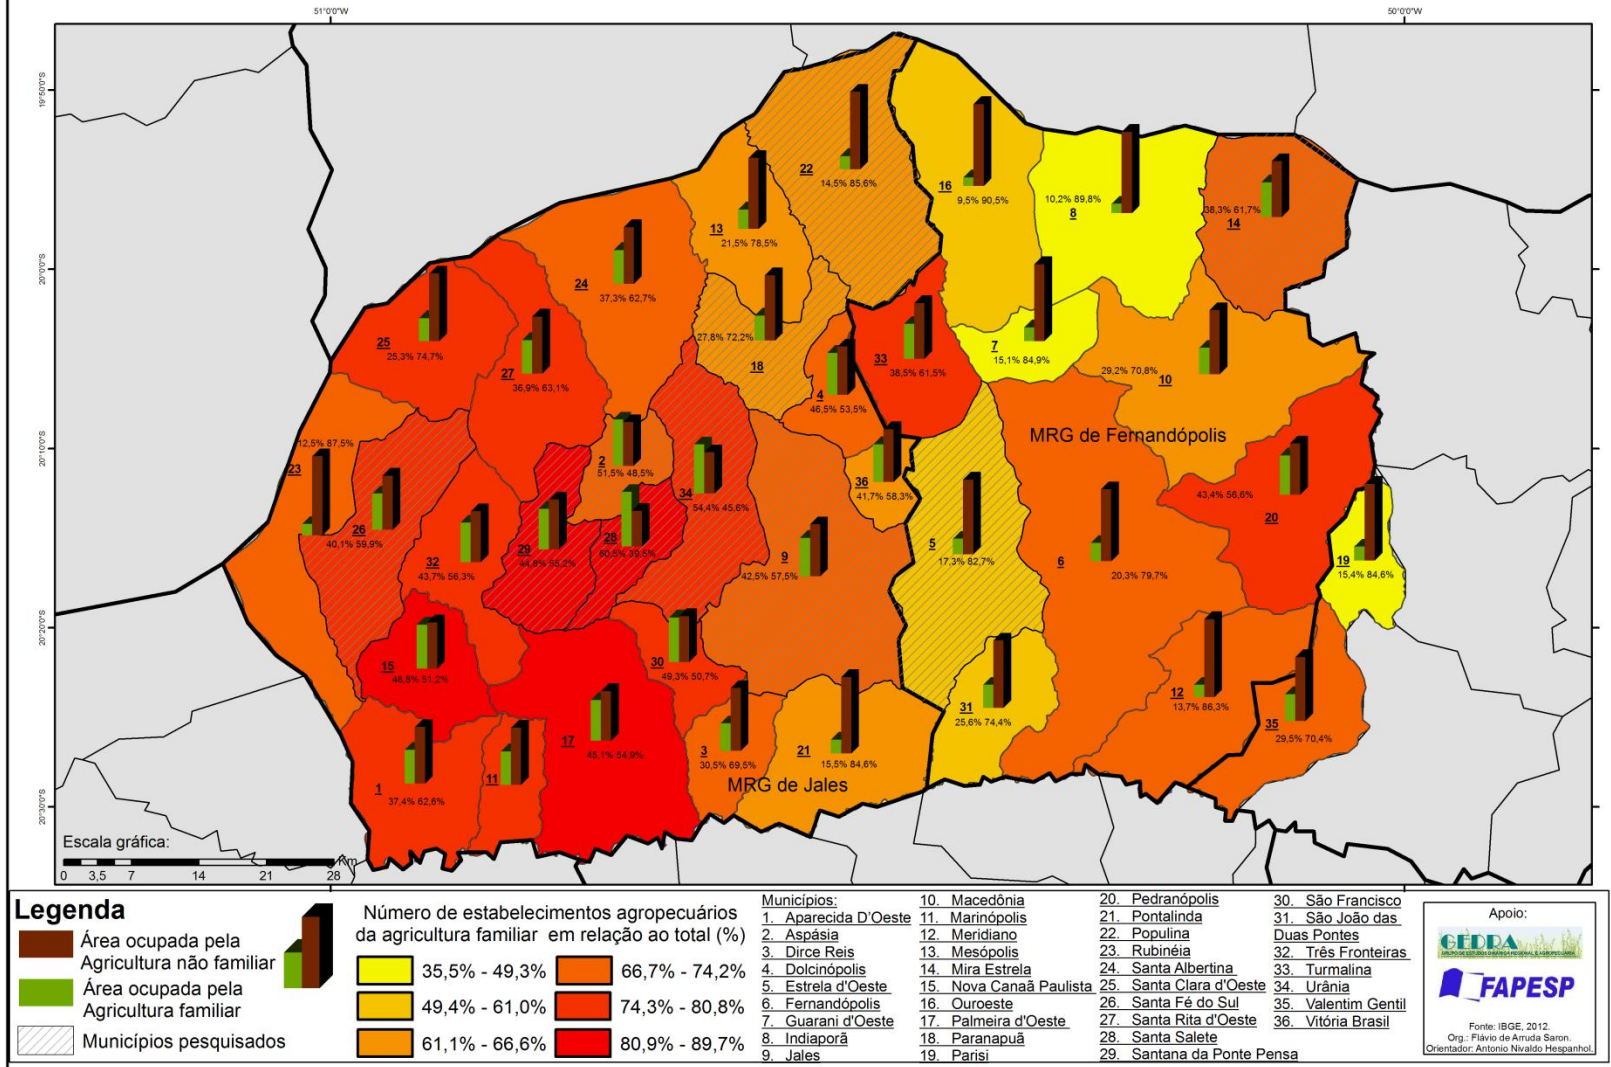 51°0'0"W
50°0'0"W
19°50'0"S
20°0'0"S
20°10'0"S
20°20'0"S
20°30'0"S
22
14,5% 85,6%
16
9,5% 90,5%
10,2% 89,8%
8
38,3% 61,7%
14
13
21,5% 78,5%
24
37,3% 62,7%
25
25,3% 74,7%
27
36,9% 63,1%
27,8% 72,2%
18
33
38,5% 61,5%
7
15,1% 84,9%
29,2% 70,8%
10
4
46,5% 53,5%
MRG de Fernandópolis
12,5% 87,5%
23
2
51,5% 48,5%
34
54,4% 45,6%
36
41,7% 58,3%
43,4% 56,6%
20
26
40,1% 59,9%
32
43,7% 56,3%
29
44,8% 55,2%
28
60,5% 39,5%
9
42,5% 57,5%
5
17,3% 82,7%
6
20,3% 79,7%
19
15,4% 84,6%
15
48,8% 51,2%
30
49,3% 50,7%
31
25,6% 74,4%
12
13,7% 86,3%
35
29,5% 70,4%
17
45,1% 54,9%
3
30,5% 69,5%
21
15,5% 84,6%
MRG de Jales
1
37,4% 62,6%
11
Escala gráfica:
Km
0 3,5 7 14 21 28
Legenda
Área ocupada pela
Agricultura não familiar
Área ocupada pela
Agricultura familiar
Municípios pesquisados
Número de estabelecimentos agropecuários
da agricultura familiar em relação ao total (%)
35,5% - 49,3%
49,4% - 61,0%
61,1% - 66,6%
66,7% - 74,2%
74,3% - 80,8%
80,9% - 89,7%
Municípios:
1. Aparecida D'Oeste
2. Aspásia
3. Dirce Reis
4. Dolcinópolis
5. Estrela d'Oeste
6. Fernandópolis
7. Guarani d'Oeste
8. Indiaporã
9. Jales
10. Macedônia
11. Marinópolis
12. Meridiano
13. Mesópolis
14. Mira Estrela
15. Nova Canaã Paulista
16. Ouroeste
17. Palmeira d'Oeste
18. Paranapuã
19. Parisi
20. Pedranópolis
21. Pontalinda
22. Populina
23. Rubinéia
24. Santa Albertina
25. Santa Clara d'Oeste
26. Santa Fé do Sul
27. Santa Rita d'Oeste
28. Santa Salete
29. Santana da Ponte Pensa
30. São Francisco
31. São João das
Duas Pontes
32. Três Fronteiras
33. Turmalina
34. Urânia
35. Valentim Gentil
36. Vitória Brasil
Apoio:
GEDRA
GRUPO DE ESTUDOS DINÂMICA REGIONAL E AGROPECUÁRIA
FAPESP
Fonte: IBGE, 2012.
Org.: Flávio de Arruda Saron.
Orientador: Antonio Nivaldo Hespanhol.